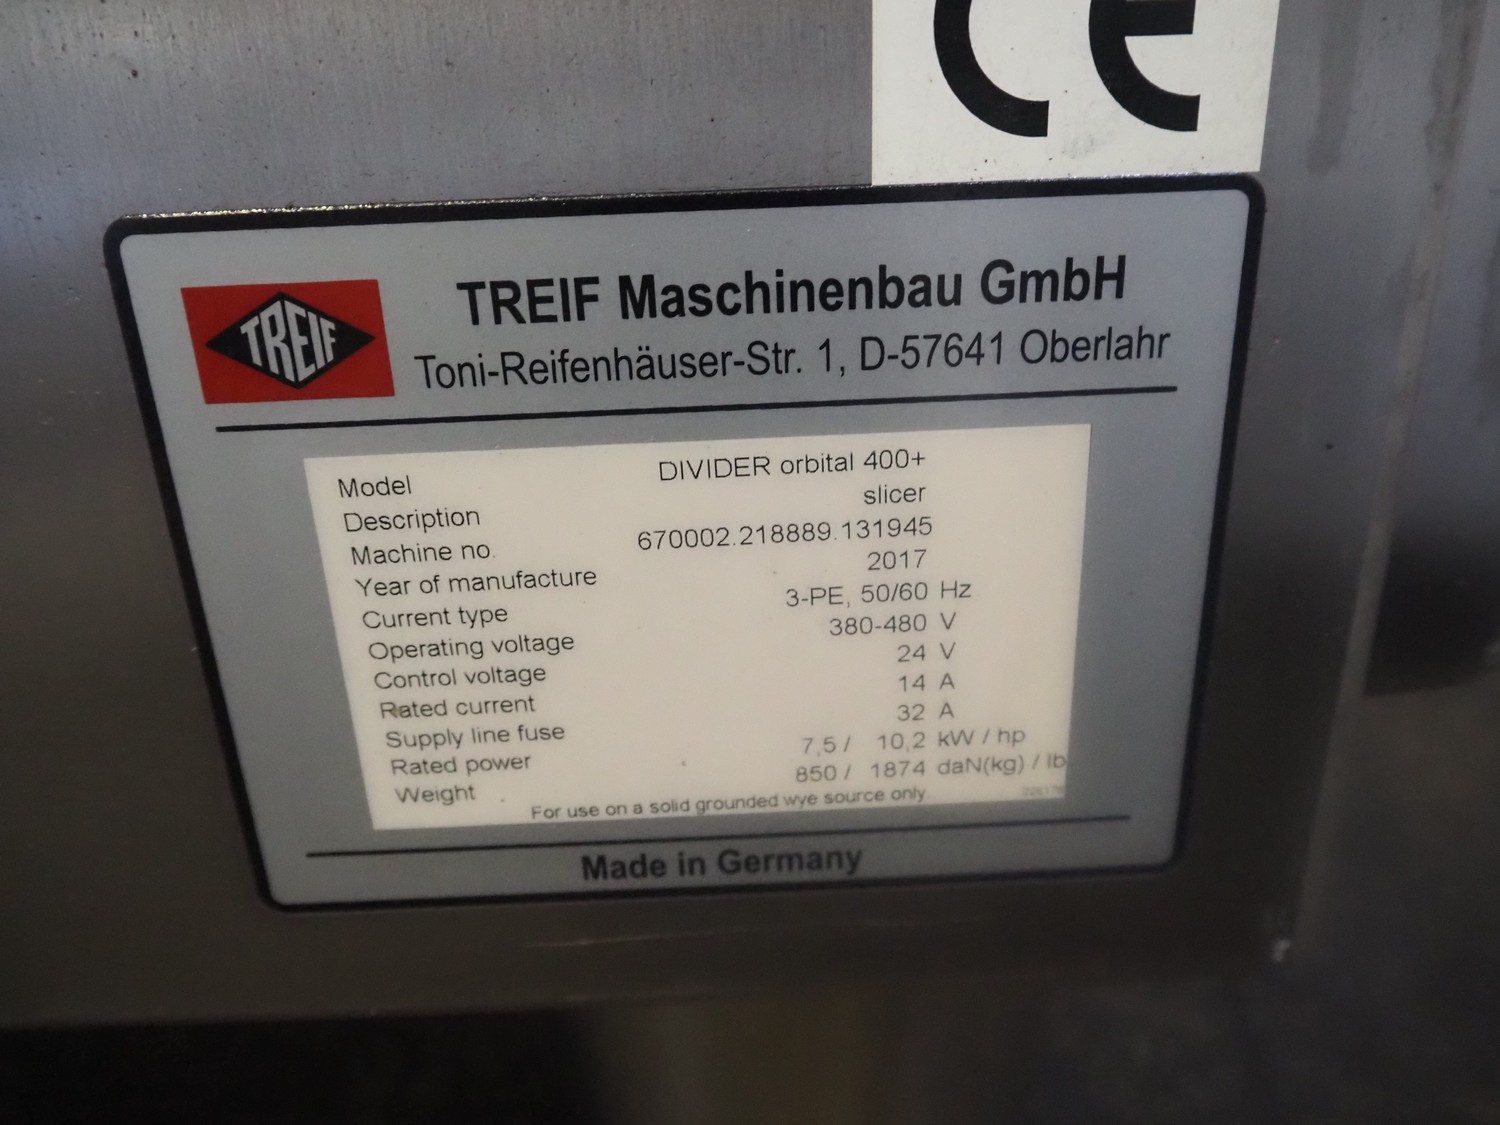 CE
TREIF
TREIF Maschinenbau GmbH
Toni-Reifenhäuser-Str. 1, D-57641 Oberlahr
Model DIVIDER orbital 400+
Description slicer
Machine no. 670002.218889.131945
Year of manufacture 2017
Current type 3-PE, 50/60 Hz
Operating voltage 380-480 V
Control voltage 24 V
Rated current 14 A
Supply line fuse 32 A
Rated power 7,5 / 10,2 kW / hp
Weight 850 / 1874 daN(kg) / lb
For use on a solid grounded wye source only
Made in Germany